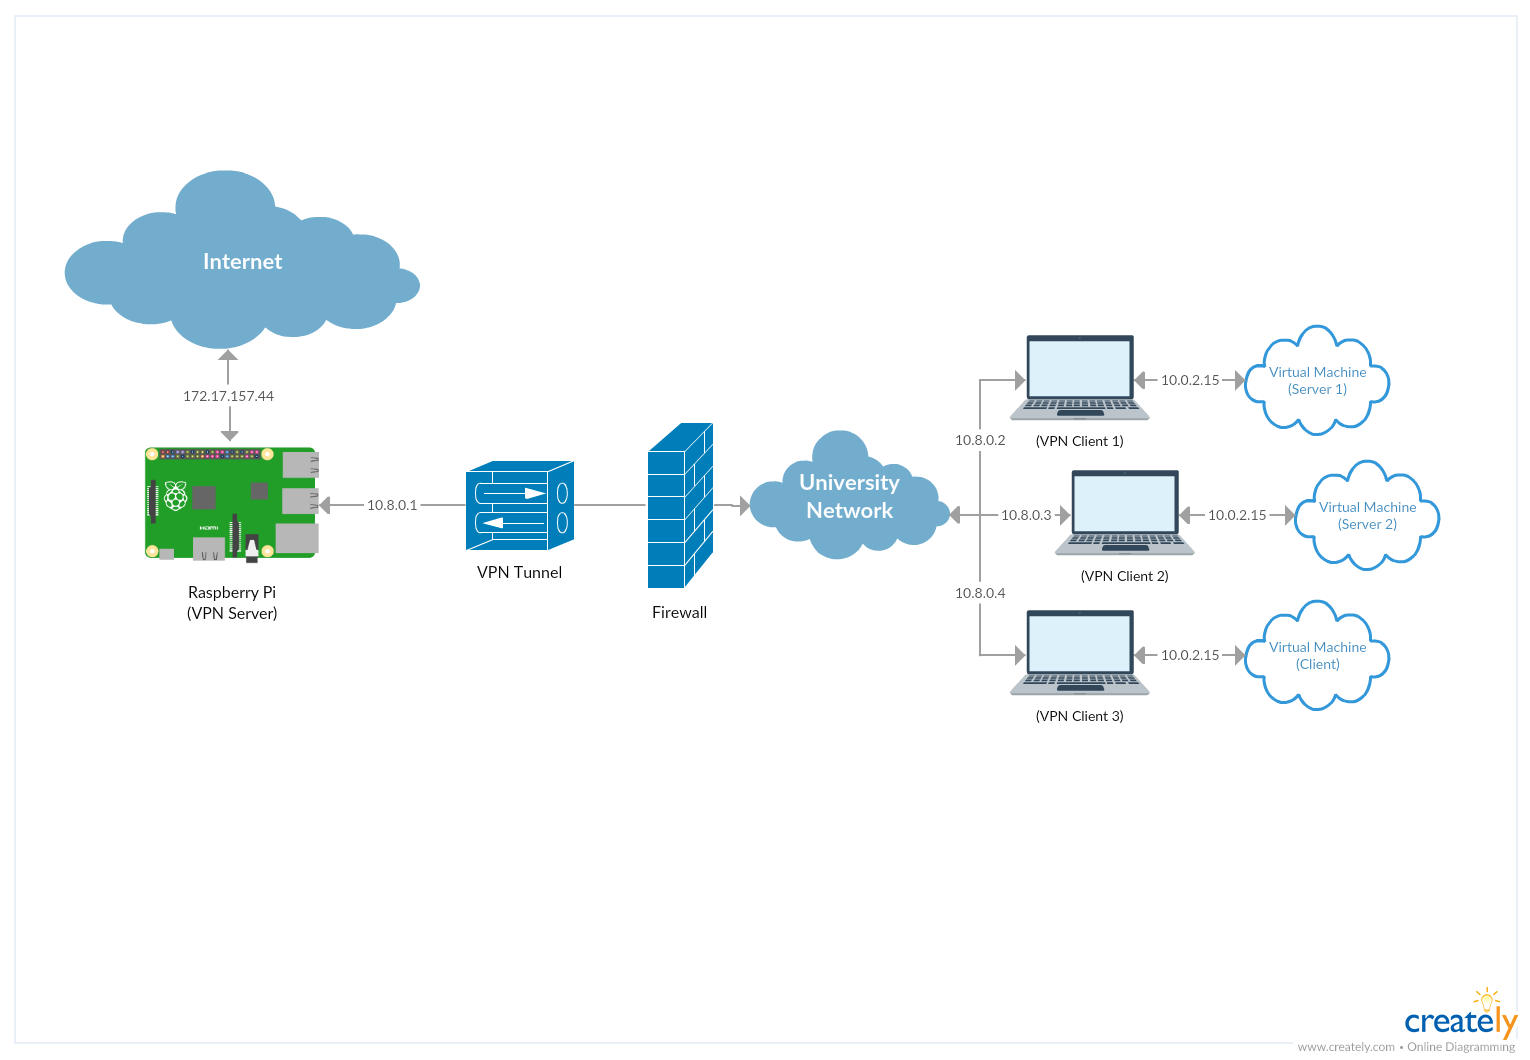 Internet
172.17.157.44
HDMI
Raspberry Pi
(VPN Server)
10.8.0.1
VPN Tunnel
Firewall
University
Network
10.8.0.2
10.8.0.3
10.8.0.4
(VPN Client 1)
10.0.2.15
Virtual Machine
(Server 1)
(VPN Client 2)
10.0.2.15
Virtual Machine
(Server 2)
(VPN Client 3)
10.0.2.15
Virtual Machine
(Client)
creately
www.creately.com • Online Diagramming